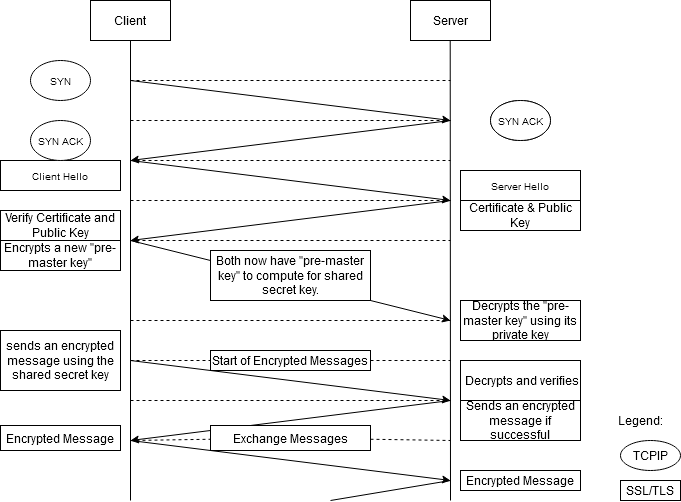 Client
Server
SYN
SYN ACK
SYN ACK
Client Hello
Server Hello
Certificate & Public
Key
Verify Certificate and
Public Key
Encrypts a new "pre-
master key"
Both now have "pre-master
key" to compute for shared
secret key.
Decrypts the "pre-
master key" using its
private key
sends an encrypted
message using the
shared secret key
Start of Encrypted Messages
Decrypts and verifies
Sends an encrypted
message if
successful
Encrypted Message
Exchange Messages
Encrypted Message
Legend:
TCPIP
SSL/TLS